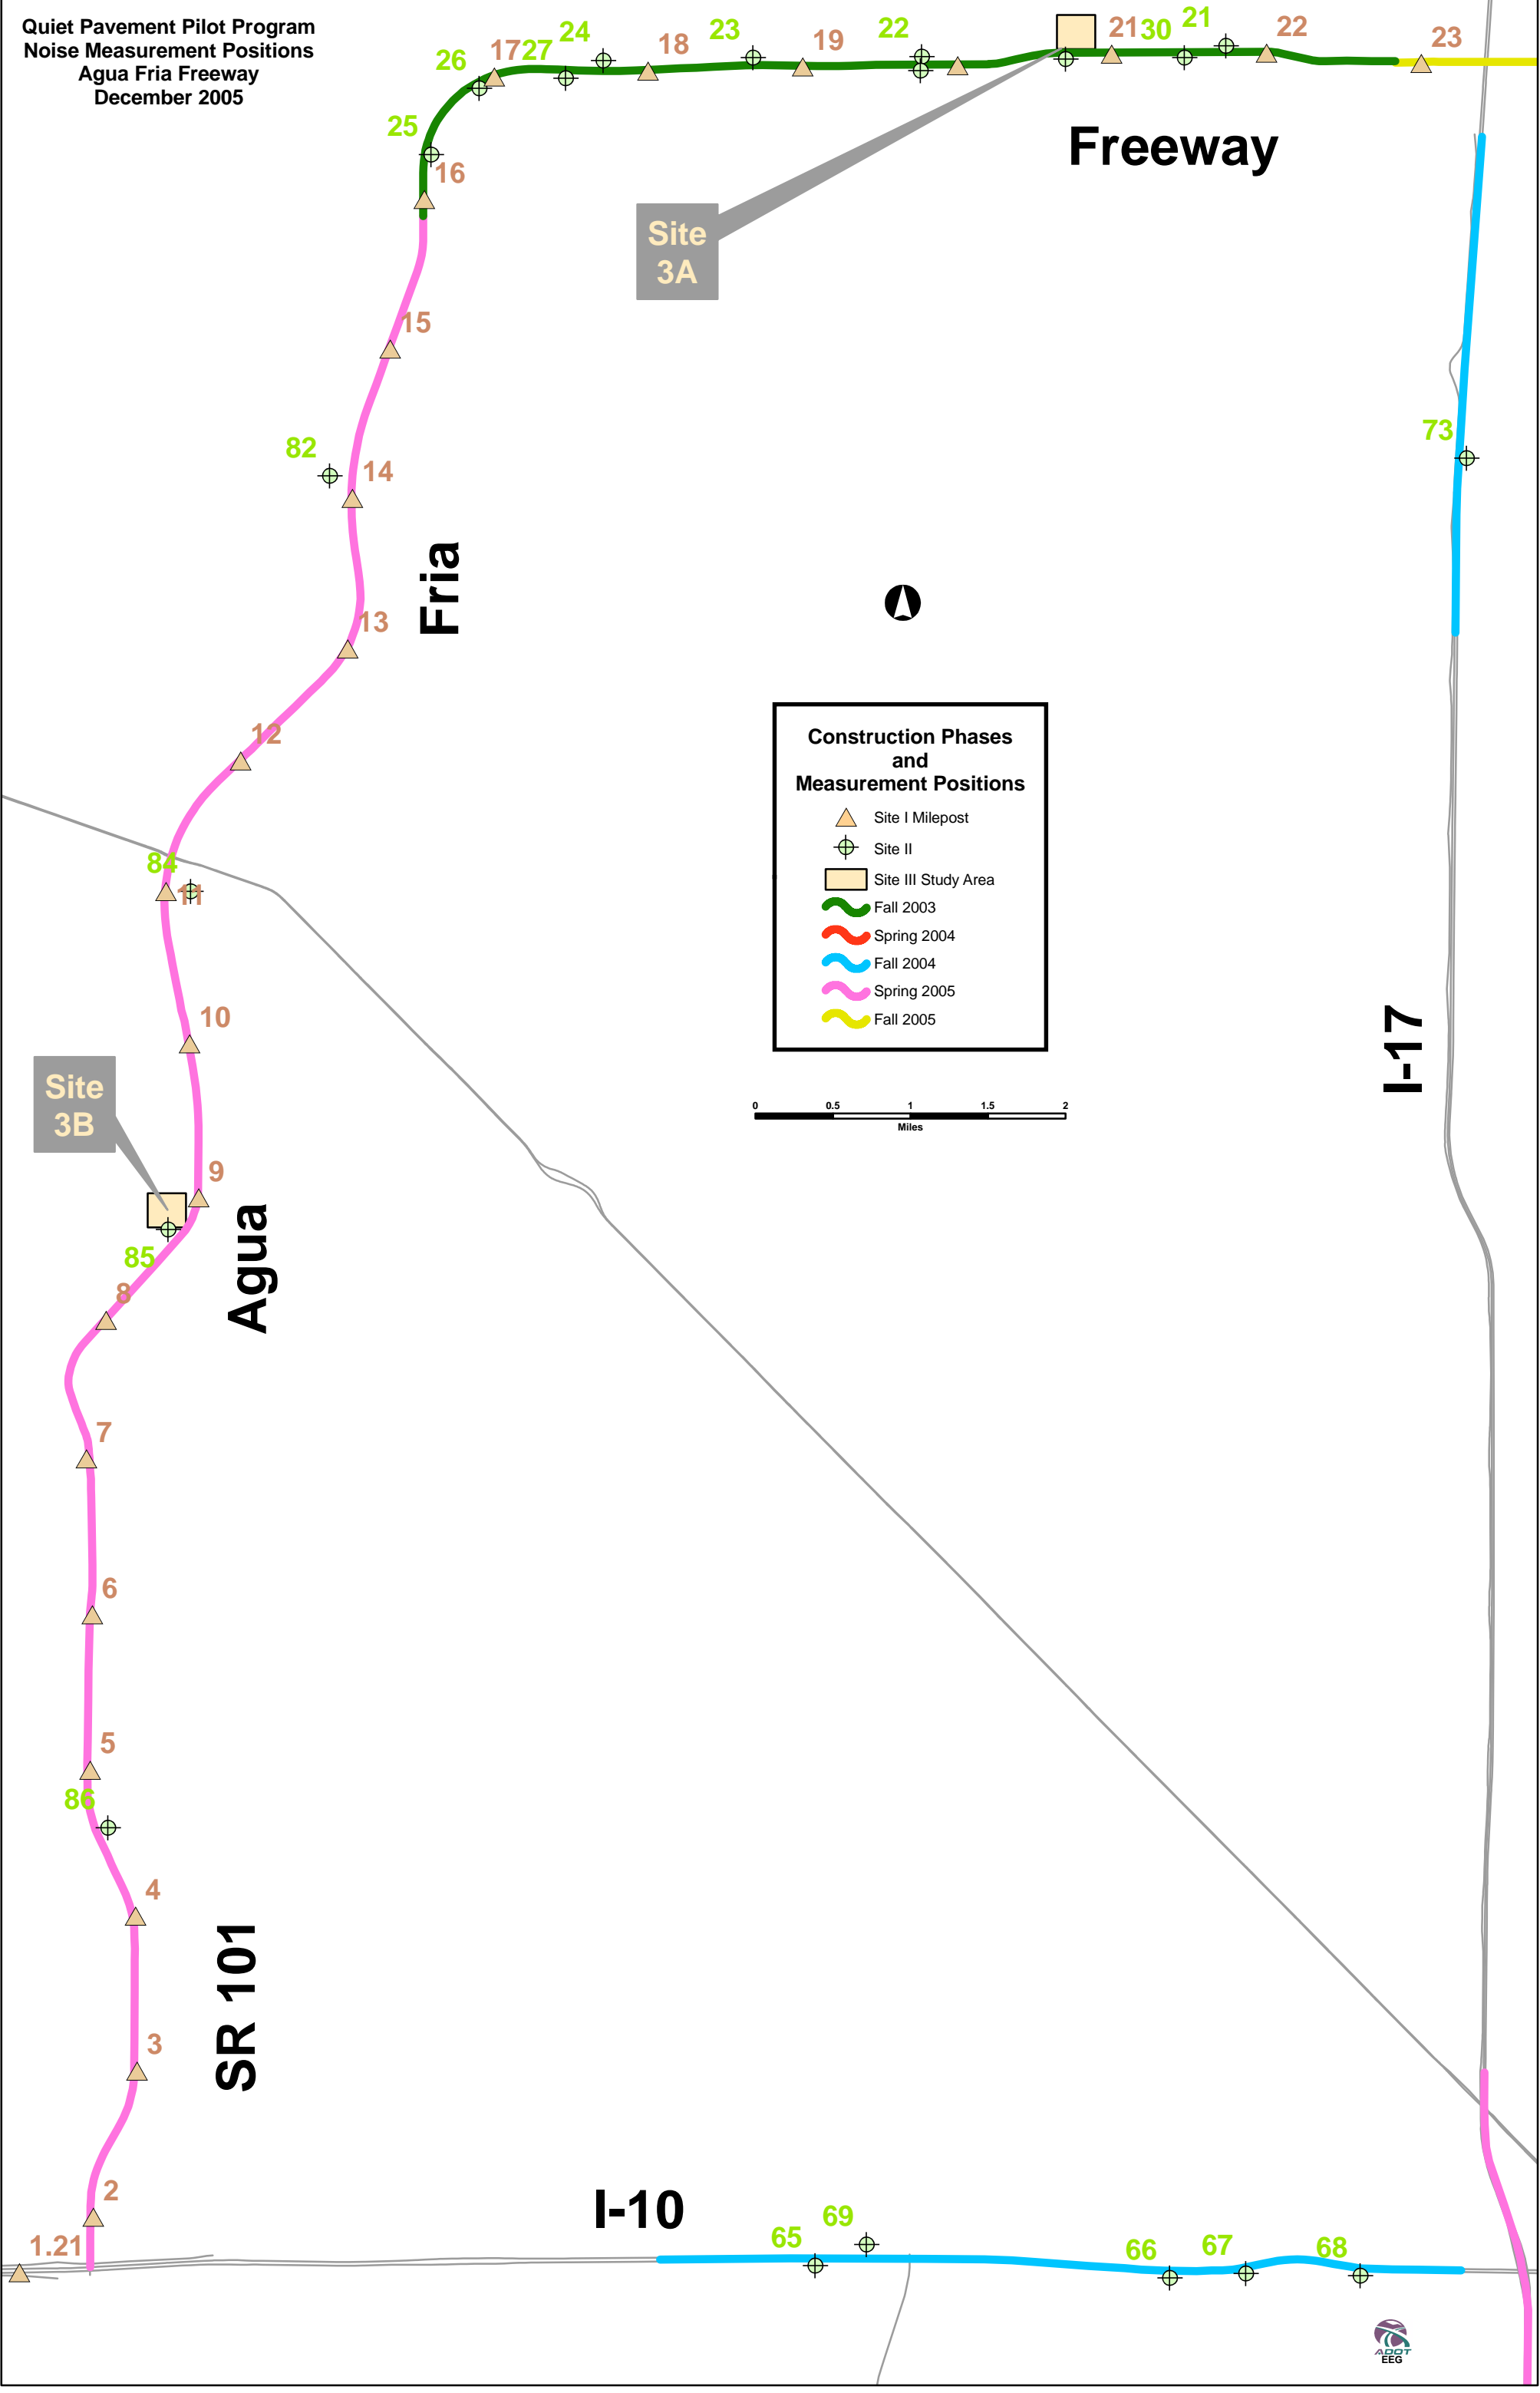 Quiet Pavement Pilot Program
Noise Measurement Positions
Agua Fria Freeway
December 2005
26
17
27
24
18
23
19
22
21
30
21
22
23
25
16
Freeway
Site
3A
15
82
14
73
Fria
13
12
Construction Phases
and
Measurement Positions
Site I Milepost
Site II
Site III Study Area
Fall 2003
Spring 2004
Fall 2004
Spring 2005
Fall 2005
84
11
10
I-17
Site
3B
0 0.5 1 1.5 2
Miles
9
Agua
85
8
7
6
5
86
4
SR 101
3
2
I-10
1.21
65
69
66
67
68
ADOT
EEG